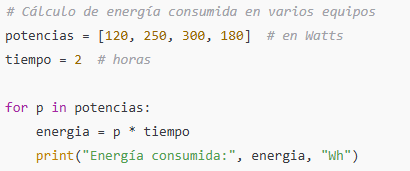 # Cálculo de energía consumida en varios equipos
potencias = [120, 250, 300, 180]  # en Watts
tiempo = 2  # horas
for p in potencias:
    energia = p * tiempo
    print("Energía consumida:", energia, "Wh")